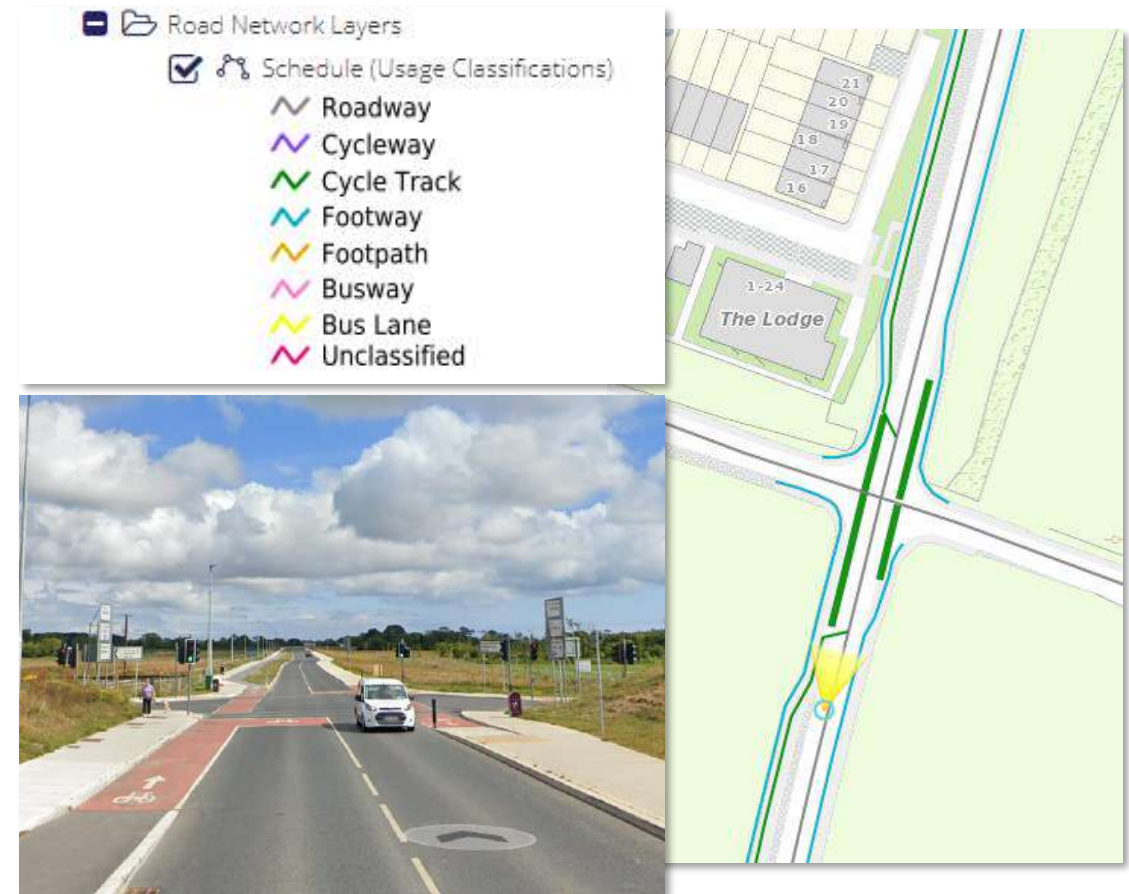 Road Network Layers
Schedule (Usage Classifications)
Roadway
Cycleway
Cycle Track
Footway
Footpath
Busway
Bus Lane
Unclassified
21
20
19
18
17
16
1-24
The Lodge